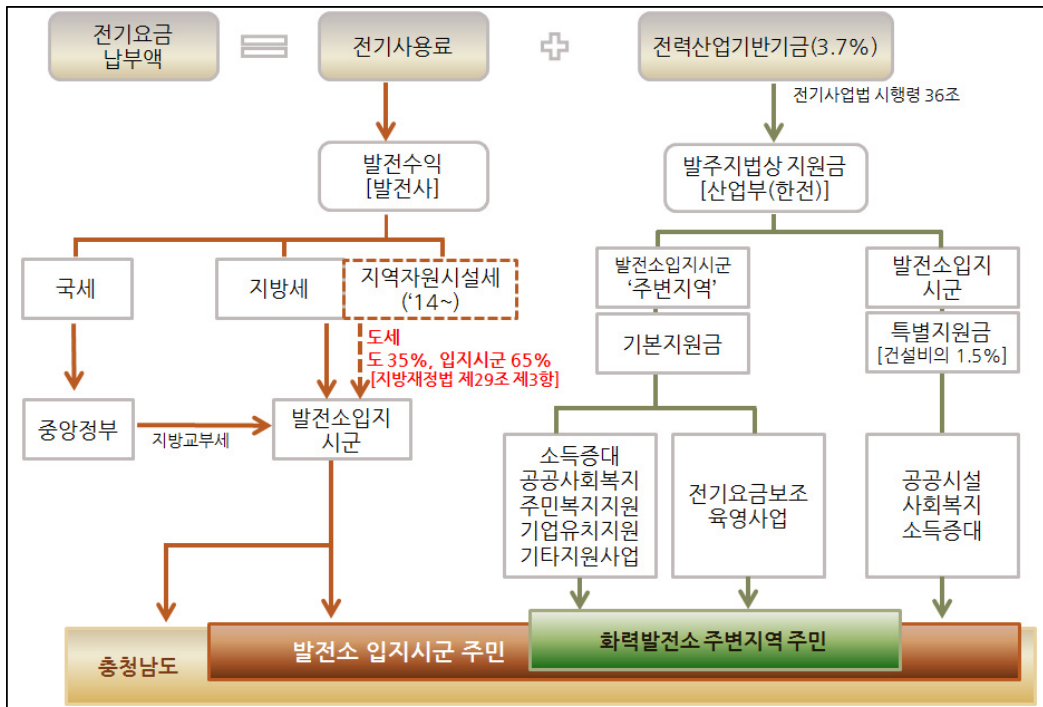 전기요금
납부액
전기사용료
전력산업기반기금(3.7%)
전기사업법 시행령 36조
발전수익
[발전사]
발주지법상 지원금
[산업부(한전)]
국세
지방세
지역자원시설세
(‘14~)
발전소입지시군
‘주변지역’
발전소입지
시군
도세
도 35%, 입지시군 65%
[지방재정법 제29조 제3항]
기본지원금
특별지원금
[건설비의 1.5%]
중앙정부
지방교부세
발전소입지
시군
소득증대
공공사회복지
주민복지지원
기업유치지원
기타지원사업
전기요금보조
육영사업
공공시설
사회복지
소득증대
충청남도
발전소 입지시군 주민
화력발전소 주변지역 주민